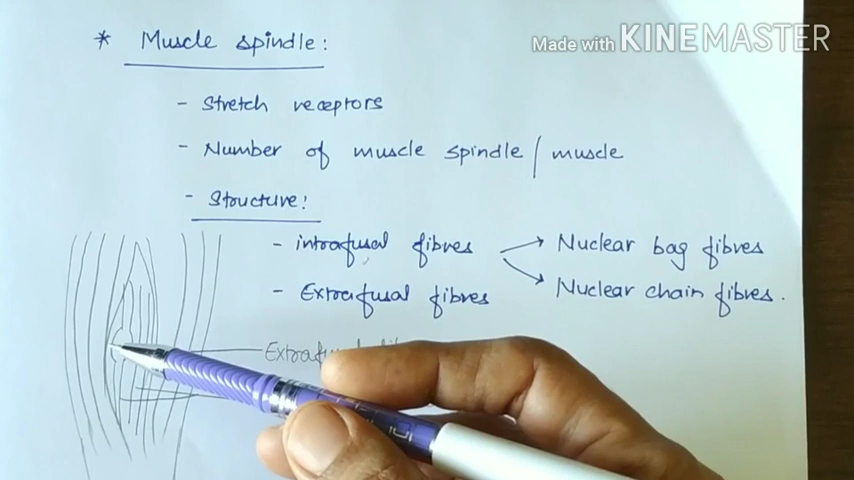 * Muscle spindle:
Made with KINEMASTER
- Stretch receptors
- Number of muscle spindle / muscle
- Structure:
- intrafusal fibres → Nuclear bag fibres
- Extrafusal fibres → Nuclear chain fibres.